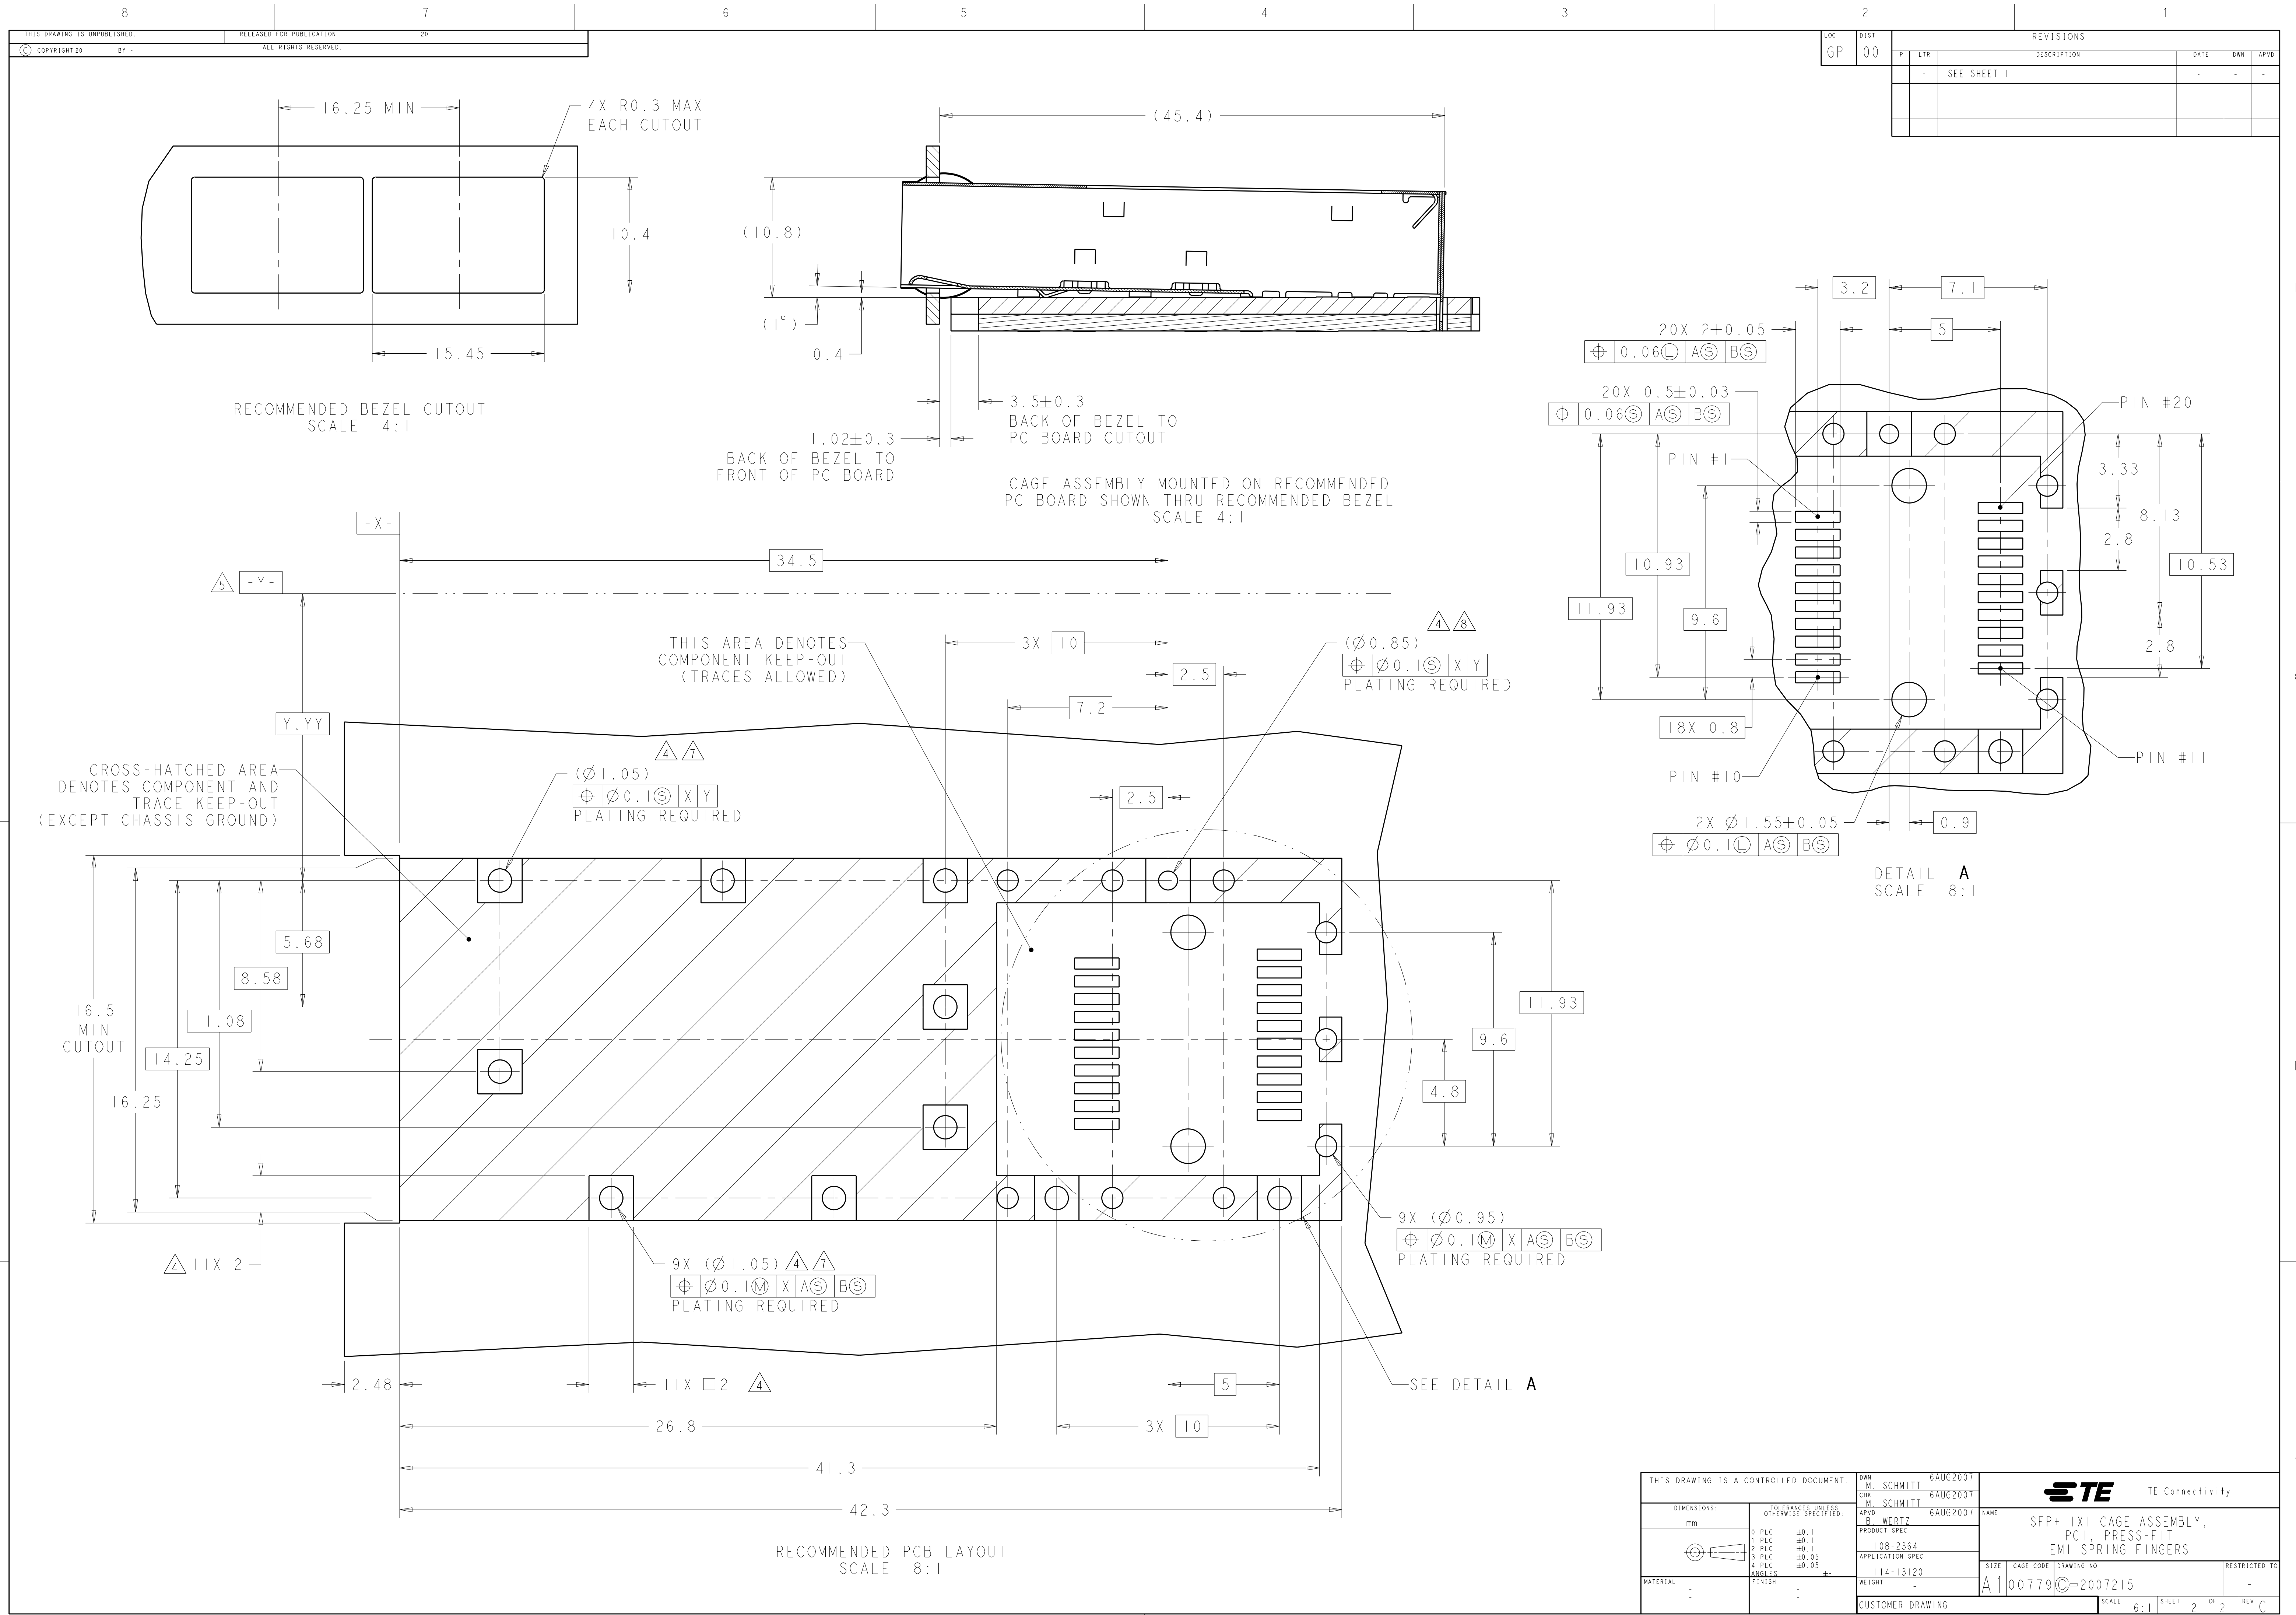 8 7 6 5 4 3 2 1
THIS DRAWING IS UNPUBLISHED. RELEASED FOR PUBLICATION 20
© COPYRIGHT 20 BY - ALL RIGHTS RESERVED.
LOC DIST REVISIONS
GP 00
P LTR DESCRIPTION DATE DWN APVD
- SEE SHEET 1 - - -
16.25 MIN
4X R0.3 MAX
EACH CUTOUT
10.4
15.45
RECOMMENDED BEZEL CUTOUT
SCALE 4:1
(45.4)
(10.8)
(1°)
0.4
3.5±0.3
BACK OF BEZEL TO
PC BOARD CUTOUT
1.02±0.3
BACK OF BEZEL TO
FRONT OF PC BOARD
CAGE ASSEMBLY MOUNTED ON RECOMMENDED
PC BOARD SHOWN THRU RECOMMENDED BEZEL
SCALE 4:1
3.2
7.1
5
20X 2±0.05
⌖ 0.06Ⓛ AⓈ BⓈ
20X 0.5±0.03
⌖ 0.06Ⓢ AⓈ BⓈ
PIN #20
PIN #1
3.33
8.13
2.8
10.53
10.93
11.93
9.6
2.8
18X 0.8
PIN #10
PIN #11
2X Ø1.55±0.05
0.9
⌖ Ø0.1Ⓛ AⓈ BⓈ
DETAIL A
SCALE 8:1
-X-
34.5
5 -Y-
THIS AREA DENOTES
COMPONENT KEEP-OUT
(TRACES ALLOWED)
3X 10
4 8
(Ø0.85)
⌖ Ø0.1Ⓢ X Y
PLATING REQUIRED
2.5
7.2
Y.YY
4 7
(Ø1.05)
⌖ Ø0.1Ⓢ X Y
PLATING REQUIRED
2.5
CROSS-HATCHED AREA
DENOTES COMPONENT AND
TRACE KEEP-OUT
(EXCEPT CHASSIS GROUND)
5.68
8.58
11.08
14.25
16.5
MIN
CUTOUT
16.25
11.93
9.6
4.8
4 11X 2
9X (Ø1.05) 4 7
⌖ Ø0.1Ⓜ X AⓈ BⓈ
PLATING REQUIRED
9X (Ø0.95)
⌖ Ø0.1Ⓜ X AⓈ BⓈ
PLATING REQUIRED
2.48
11X □2 4
5
SEE DETAIL A
26.8
3X 10
41.3
42.3
RECOMMENDED PCB LAYOUT
SCALE 8:1
THIS DRAWING IS A CONTROLLED DOCUMENT.
DIMENSIONS:
mm
TOLERANCES UNLESS
OTHERWISE SPECIFIED:
0 PLC ±0.1
1 PLC ±0.1
2 PLC ±0.1
3 PLC ±0.05
4 PLC ±0.05
ANGLES ±-
MATERIAL
-
-
FINISH
-
-
DWN 6AUG2007
M. SCHMITT
CHK 6AUG2007
M. SCHMITT
APVD 6AUG2007
B. WERTZ
PRODUCT SPEC
108-2364
APPLICATION SPEC
114-13120
WEIGHT -
CUSTOMER DRAWING
TE TE Connectivity
NAME
SFP+ 1X1 CAGE ASSEMBLY,
PCI, PRESS-FIT
EMI SPRING FINGERS
SIZE CAGE CODE DRAWING NO RESTRICTED TO
A1 00779 C-2007215 -
SCALE 6:1 SHEET 2 OF 2 REV C